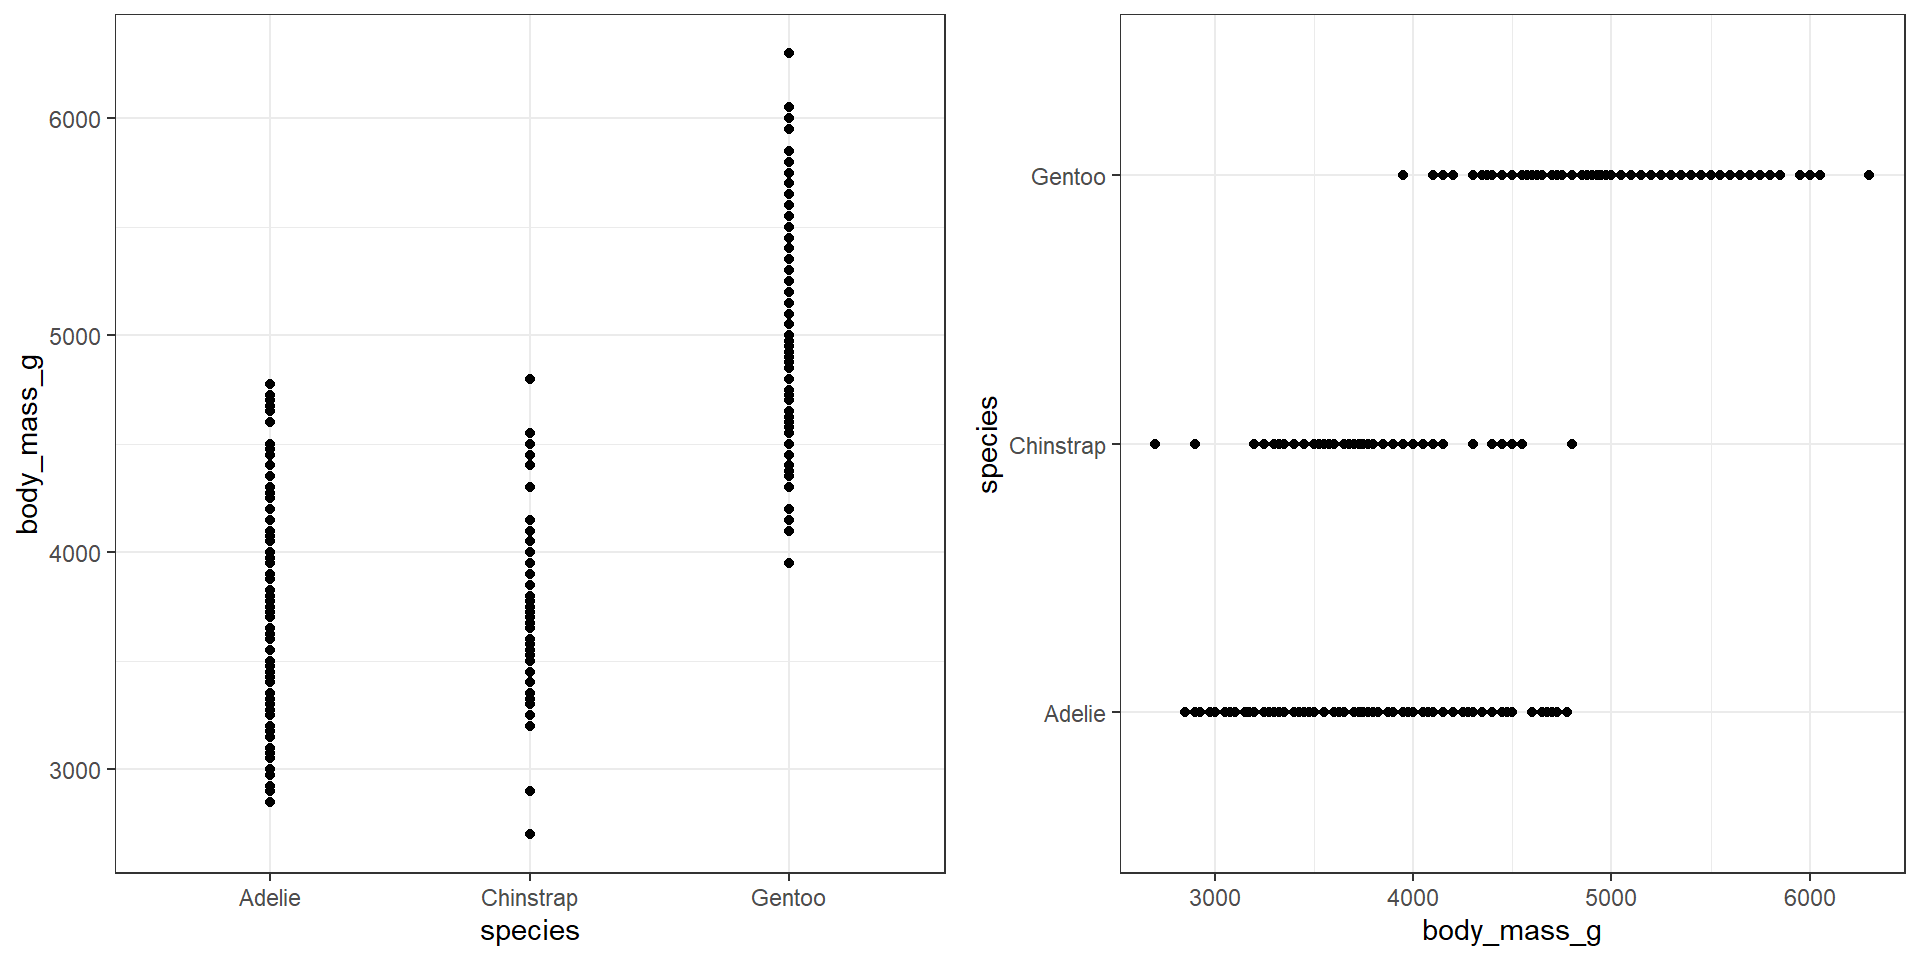 body_mass_g
6000
5000
4000
3000
Adelie
Chinstrap
Gentoo
species
species
Gentoo
Chinstrap
Adelie
3000
4000
5000
6000
body_mass_g